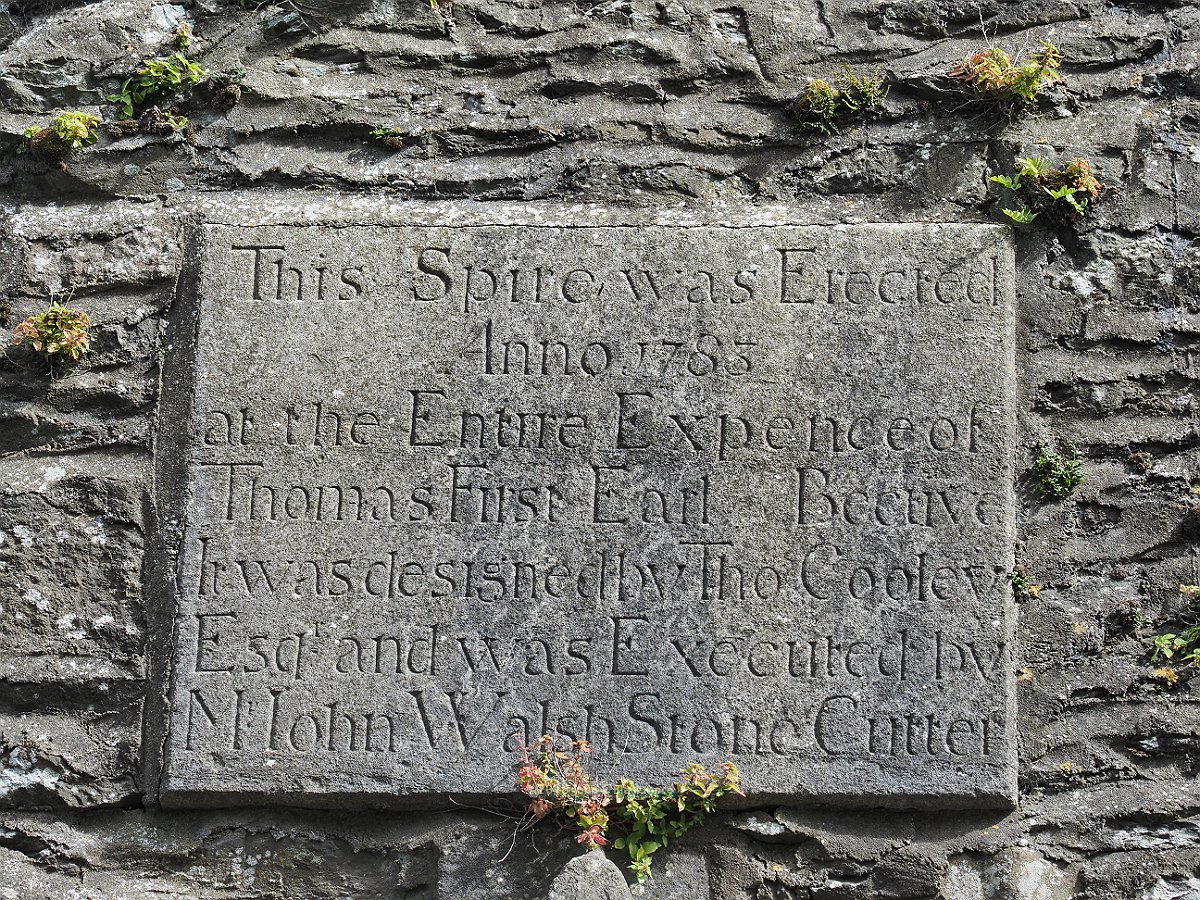 This Spire was Erected
Anno 1783
at the Entire Expence of
Thomas First Earl Bective
It was designed by Tho Cooley
Esqr and was Executed by
Mr Iohn Walsh Stone Cutter